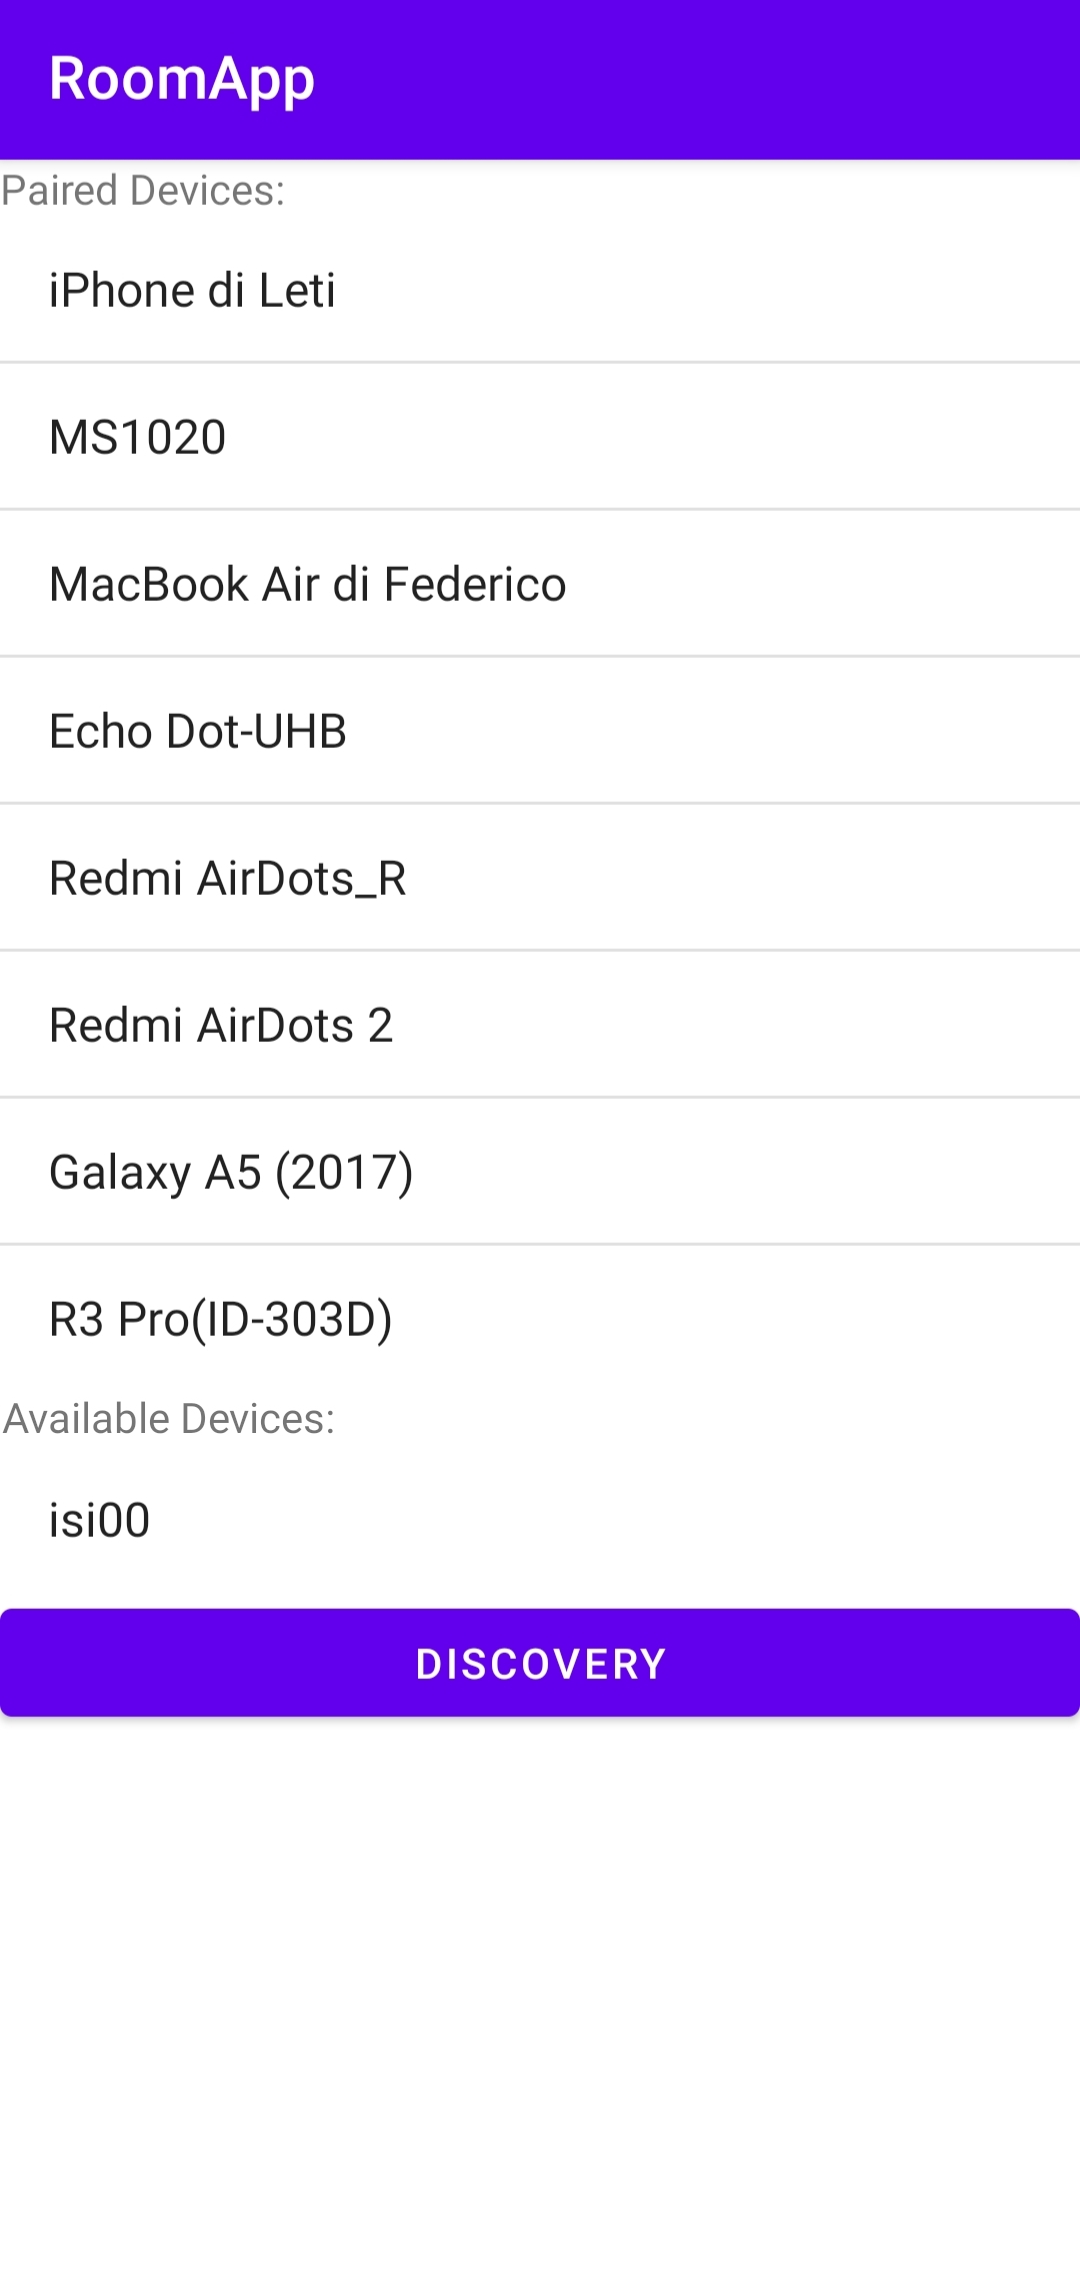 RoomApp
Paired Devices:
iPhone di Leti
MS1020
MacBook Air di Federico
Echo Dot-UHB
Redmi AirDots_R
Redmi AirDots 2
Galaxy A5 (2017)
R3 Pro(ID-303D)
Available Devices:
isi00
DISCOVERY